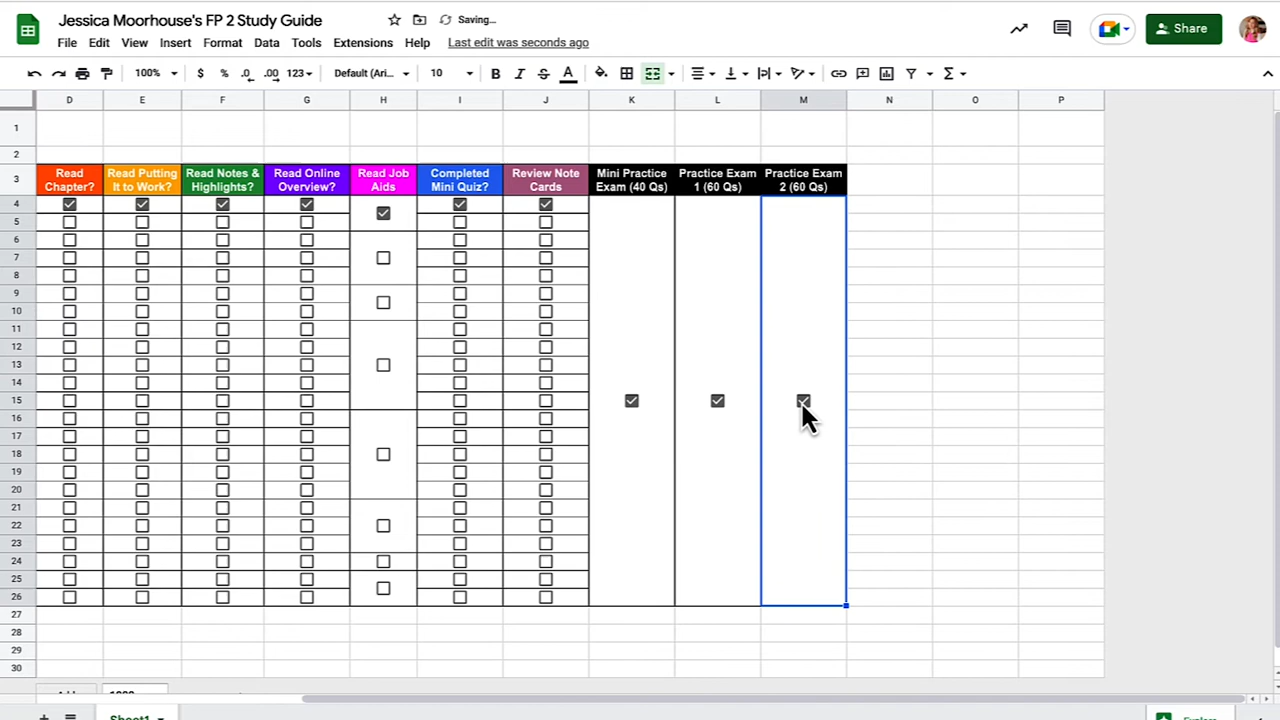 Jessica Moorhouse's FP 2 Study Guide
Saving…
Share
File Edit View Insert Format Data Tools Extensions Help Last edit was seconds ago
100% $ % .0 .00 123 Default (Ari... 10 B I S A
D E F G H I J K L M N O P
1
2
3
Read Chapter?
Read Putting It to Work?
Read Notes & Highlights?
Read Online Overview?
Read Job Aids
Completed Mini Quiz?
Review Note Cards
Mini Practice Exam (40 Qs)
Practice Exam 1 (60 Qs)
Practice Exam 2 (60 Qs)
4
5
6
7
8
9
10
11
12
13
14
15
16
17
18
19
20
21
22
23
24
25
26
27
28
29
30
Sheet1